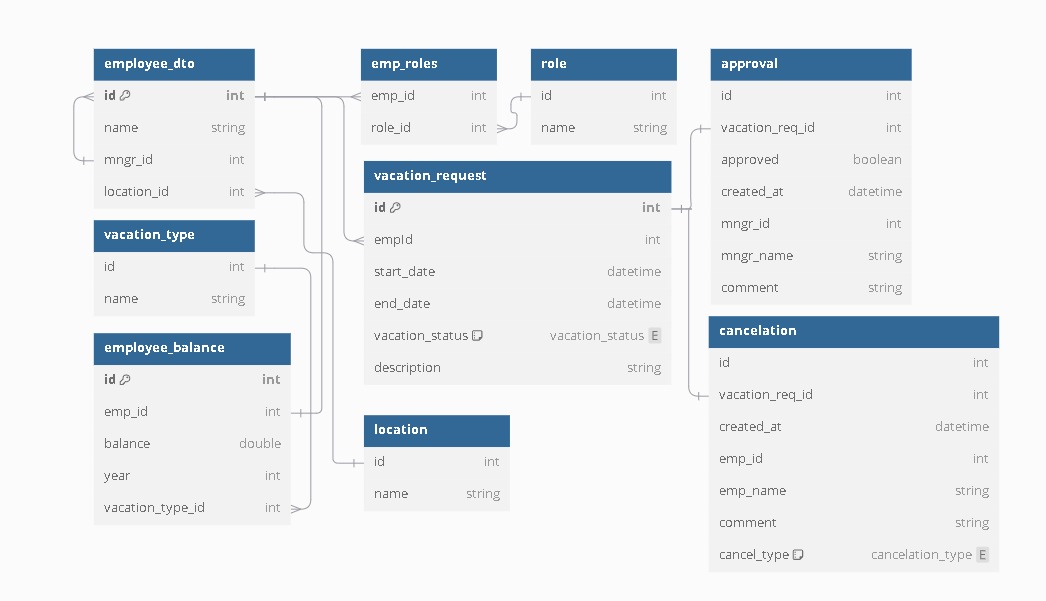 employee_dto
id int
name string
mngr_id int
location_id int
vacation_type
id int
name string
employee_balance
id int
emp_id int
balance double
year int
vacation_type_id int
emp_roles
emp_id int
role_id int
role
id int
name string
vacation_request
id int
empId int
start_date datetime
end_date datetime
vacation_status vacation_status E
description string
location
id int
name string
approval
id int
vacation_req_id int
approved boolean
created_at datetime
mngr_id int
mngr_name string
comment string
cancelation
id int
vacation_req_id int
created_at datetime
emp_id int
emp_name string
comment string
cancel_type cancelation_type E